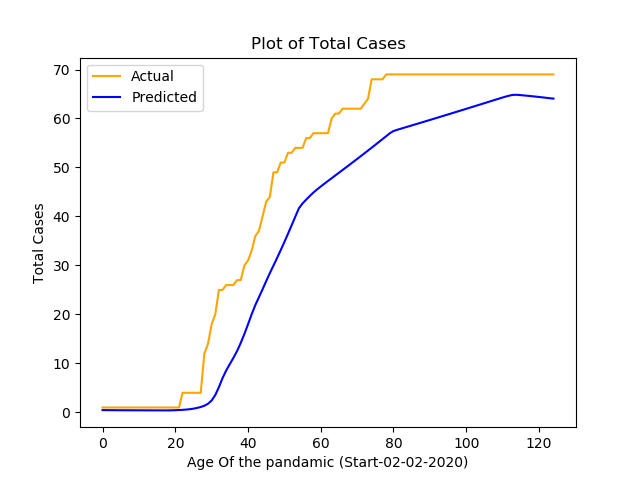 Plot of Total Cases
Actual
Predicted
70
60
50
40
30
20
10
0
Total Cases
0 20 40 60 80 100 120
Age Of the pandamic (Start-02-02-2020)